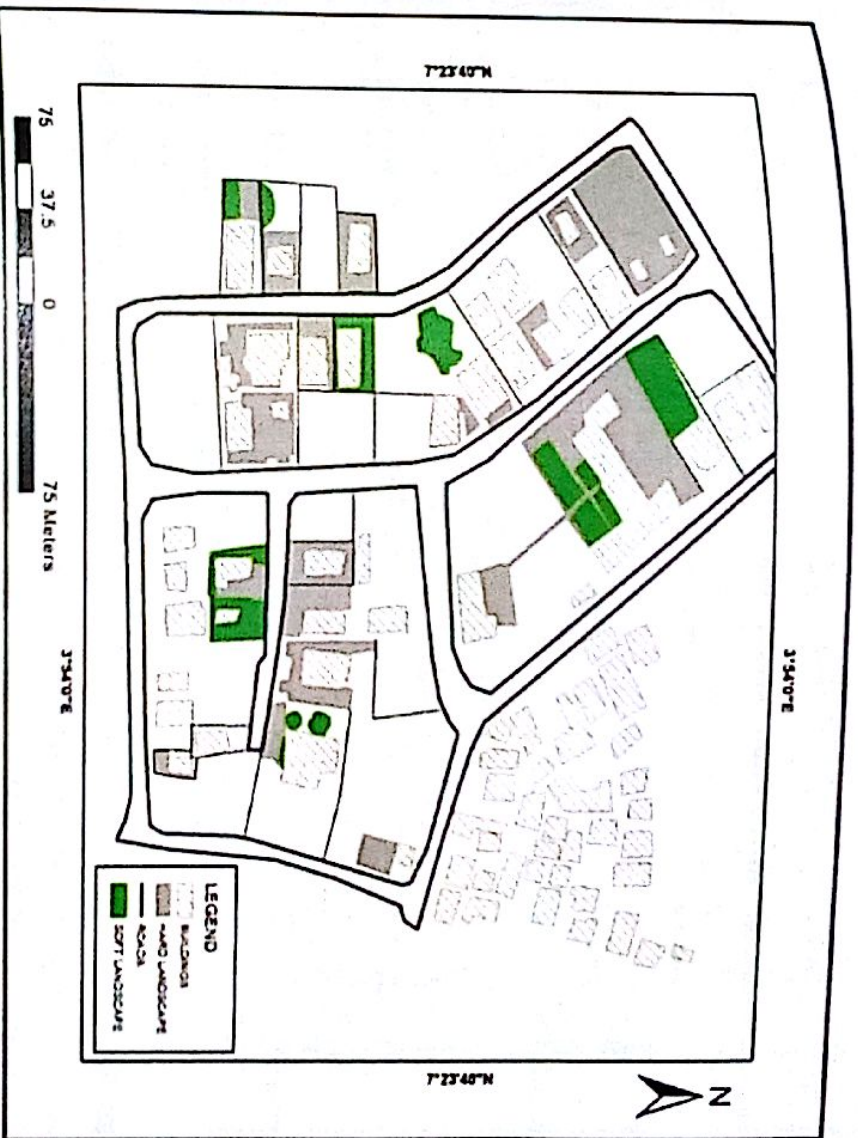 7°23'40"N
3°54'0"E
3°54'0"E
7°23'40"N
N
LEGEND
BUILDINGS
HARD LANDSCAPE
ROADS
SOFT LANDSCAPE
75 37.5 0 75 Meters